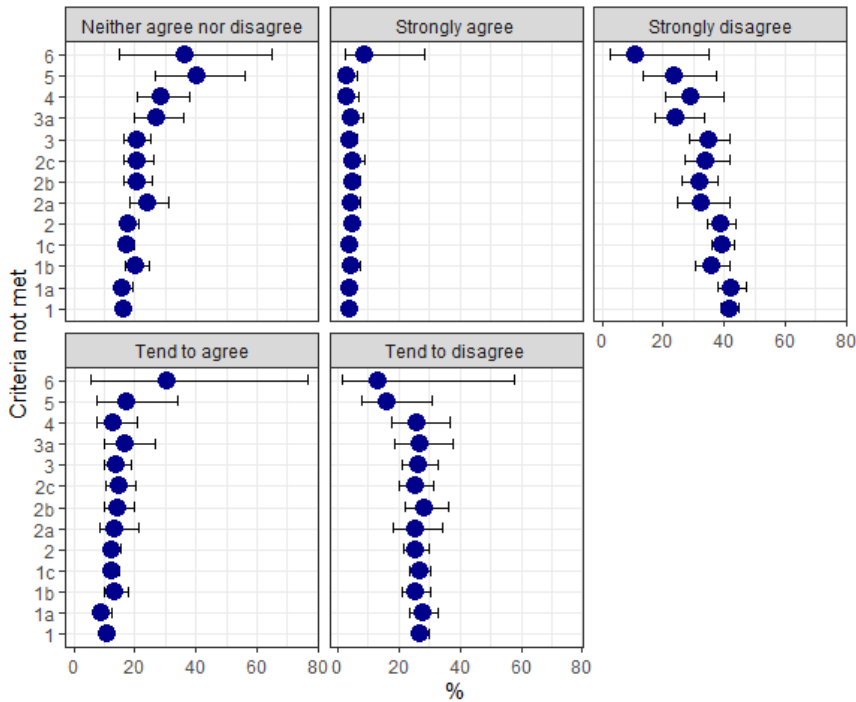 Neither agree nor disagree
Strongly agree
Strongly disagree
6
5
4
3a
3
2c
2b
2a
2
1c
1b
1a
1
0 20 40 60 80
Tend to agree
Tend to disagree
6
5
4
3a
3
2c
2b
2a
2
1c
1b
1a
1
0 20 40 60 80
0 20 40 60 80
Criteria not met
%